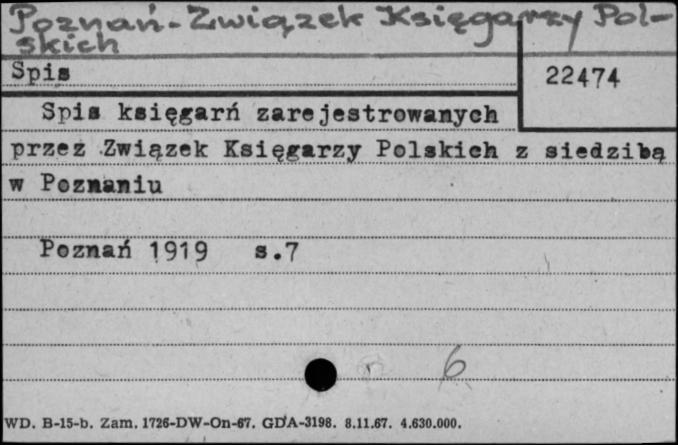 Poznań-Związek Księgarzy Pol-
skich
Spis
22474
Spis księgarń zarejestrowanych
przez Związek Księgarzy Polskich z siedzibą
w Poznaniu
Poznań 1919 s.7
6
WD. B-15-b. Zam. 1726-DW-On-67. GDA-3198. 8.11.67. 4.630.000.